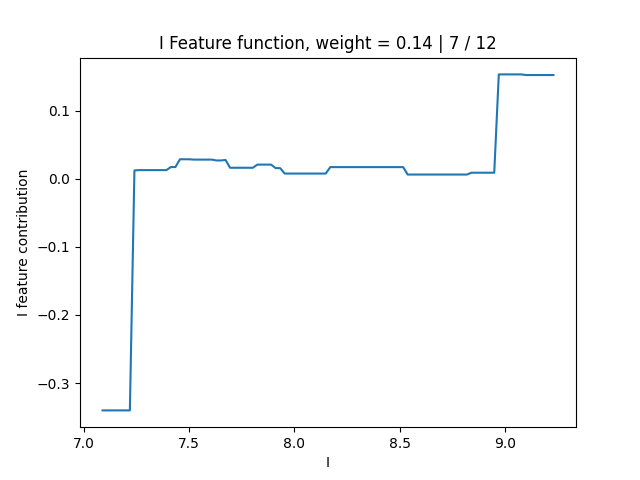 I Feature function, weight = 0.14 | 7 / 12
I feature contribution
0.1
0.0
−0.1
−0.2
−0.3
7.0 7.5 8.0 8.5 9.0
I